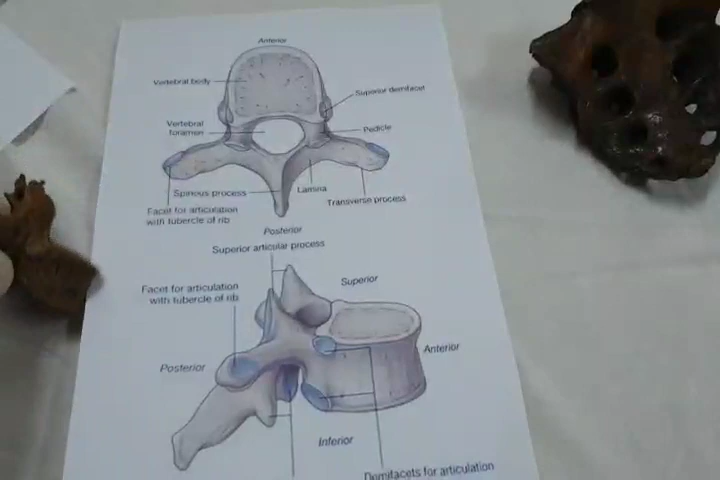 Anterior
Vertebral body
Superior demifacet
Vertebral
foramen
Pedicle
Spinous process
Lamina
Transverse process
Facet for articulation
with tubercle of rib
Posterior
Superior articular process
Facet for articulation
with tubercle of rib
Superior
Anterior
Posterior
Inferior
Demifacets for articulation